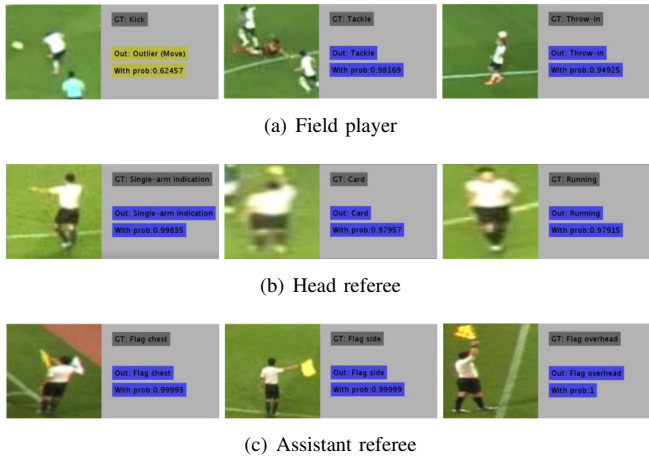 GT: Kick
Out: Outlier (Move)
With prob:0.62457
GT: Tackle
Out: Tackle
With prob:0.98169
GT: Throw-in
Out: Throw-in
With prob:0.94925
(a) Field player
GT: Single-arm indication
Out: Single-arm indication
With prob:0.99835
GT: Card
Out: Card
With prob:0.97957
GT: Running
Out: Running
With prob:0.97915
(b) Head referee
GT: Flag chest
Out: Flag chest
With prob:0.99993
GT: Flag side
Out: Flag side
With prob:0.99999
GT: Flag overhead
Out: Flag overhead
With prob:1
(c) Assistant referee